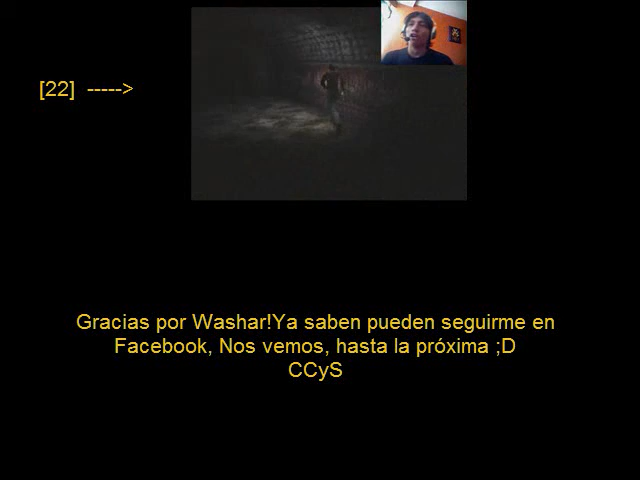 [22] ----->
Gracias por Washar!Ya saben pueden seguirme en
Facebook, Nos vemos, hasta la próxima ;D
CCyS